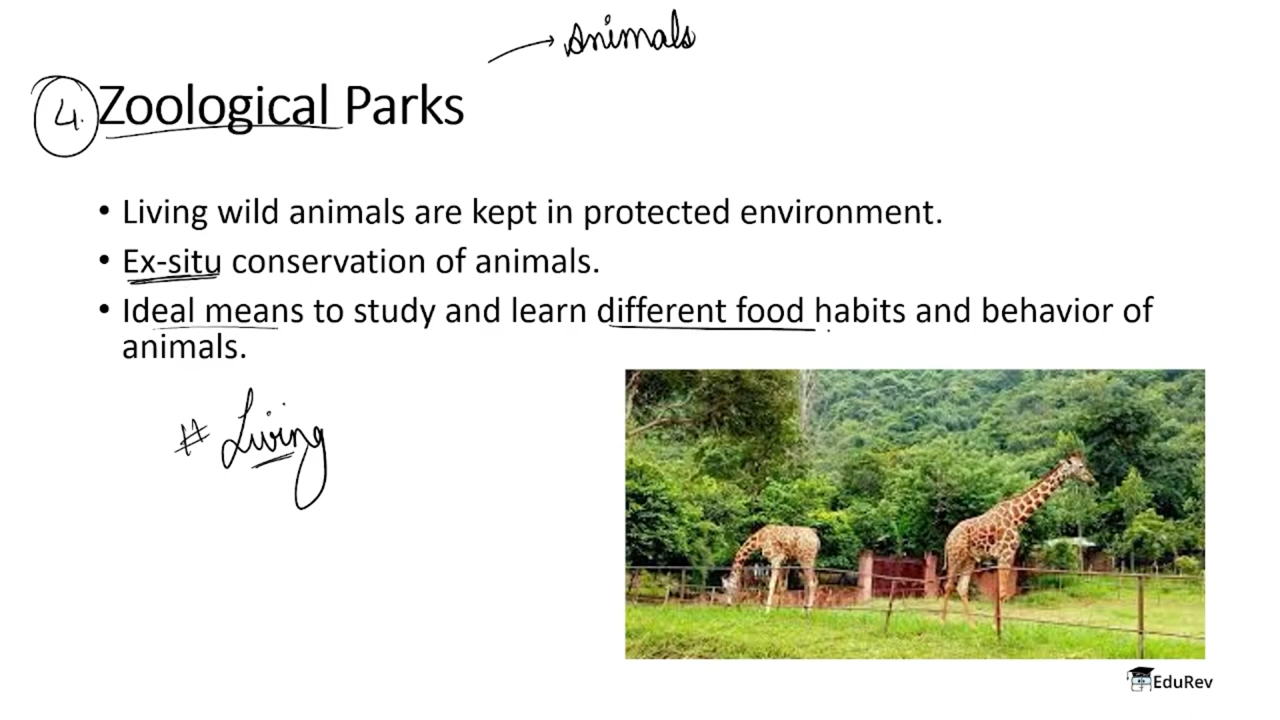 Animals
4. Zoological Parks
• Living wild animals are kept in protected environment.
• Ex-situ conservation of animals.
• Ideal means to study and learn different food habits and behavior of
animals.
# Living
EduRev